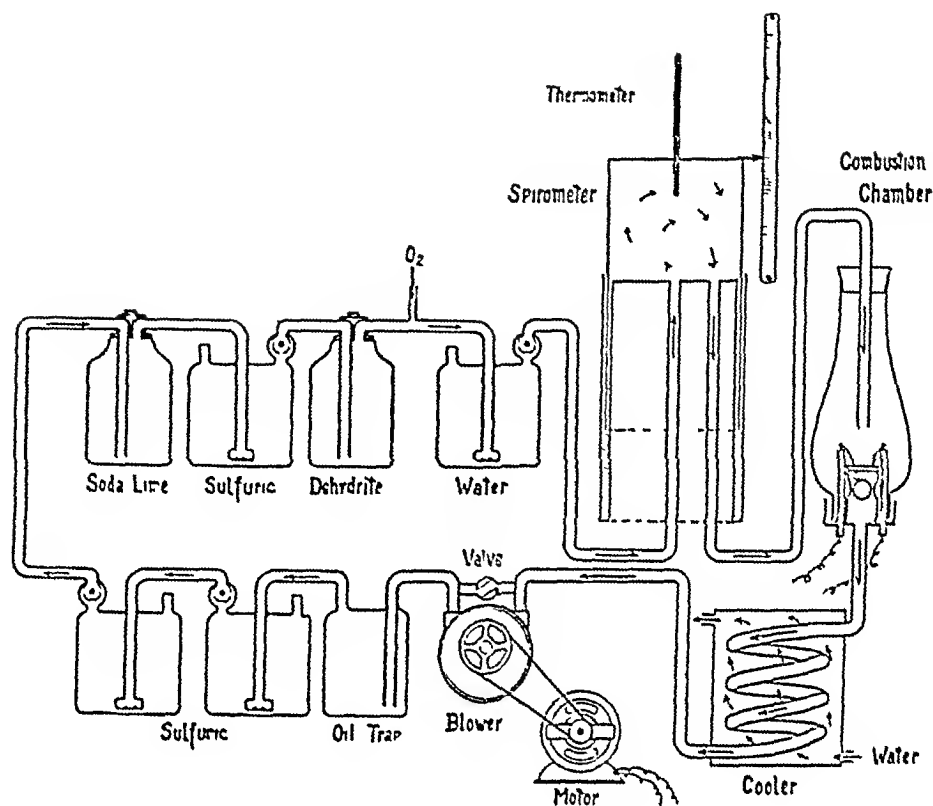 Thermometer
Combustion
Chamber
Spirometer
O₂
Soda Lime
Sulfuric
Dehydrite
Water
Valve
Sulfuric
Oil Trap
Blower
Motor
Cooler
Water